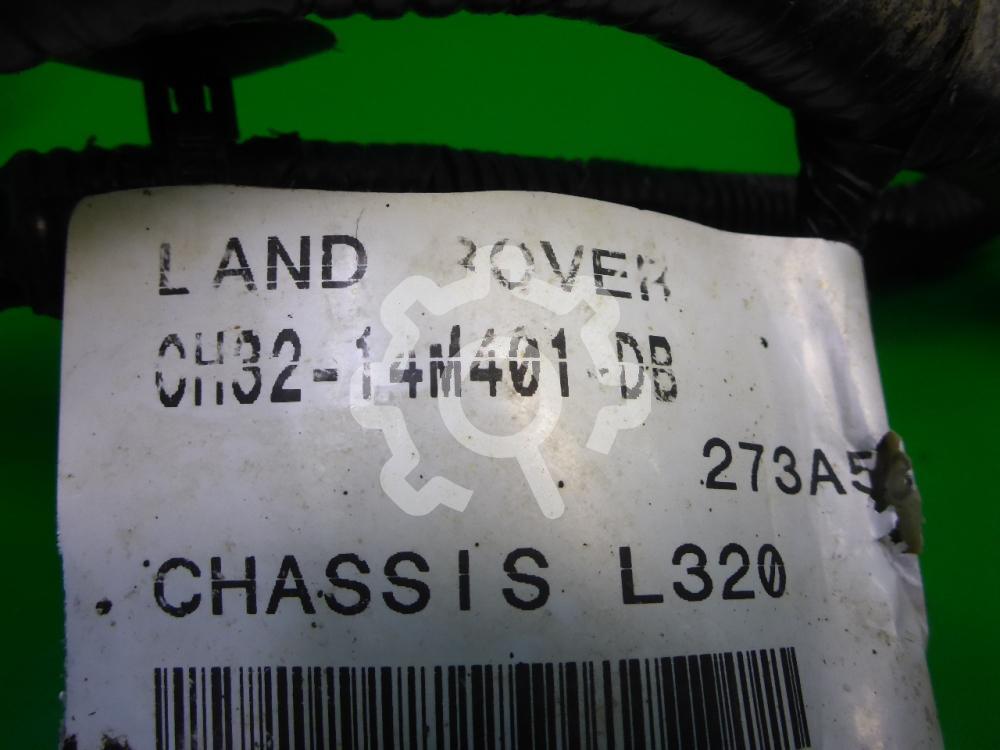 LAND ROVER
CH32-14M401-DB
273A5
CHASSIS L320